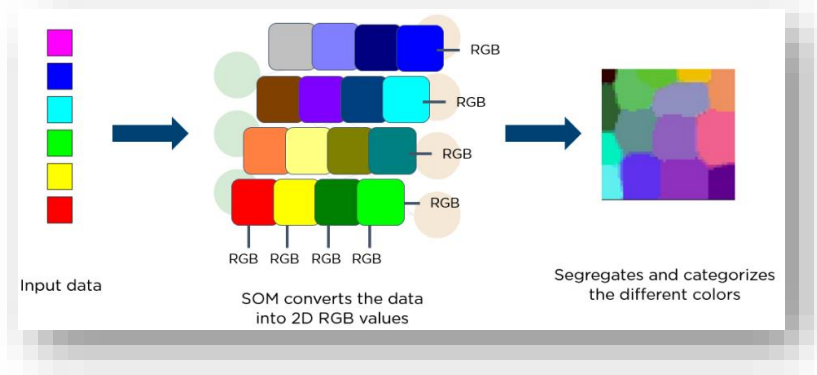 RGB
RGB
RGB
RGB
RGB RGB RGB RGB
Input data
SOM converts the data
into 2D RGB values
Segregates and categorizes
the different colors